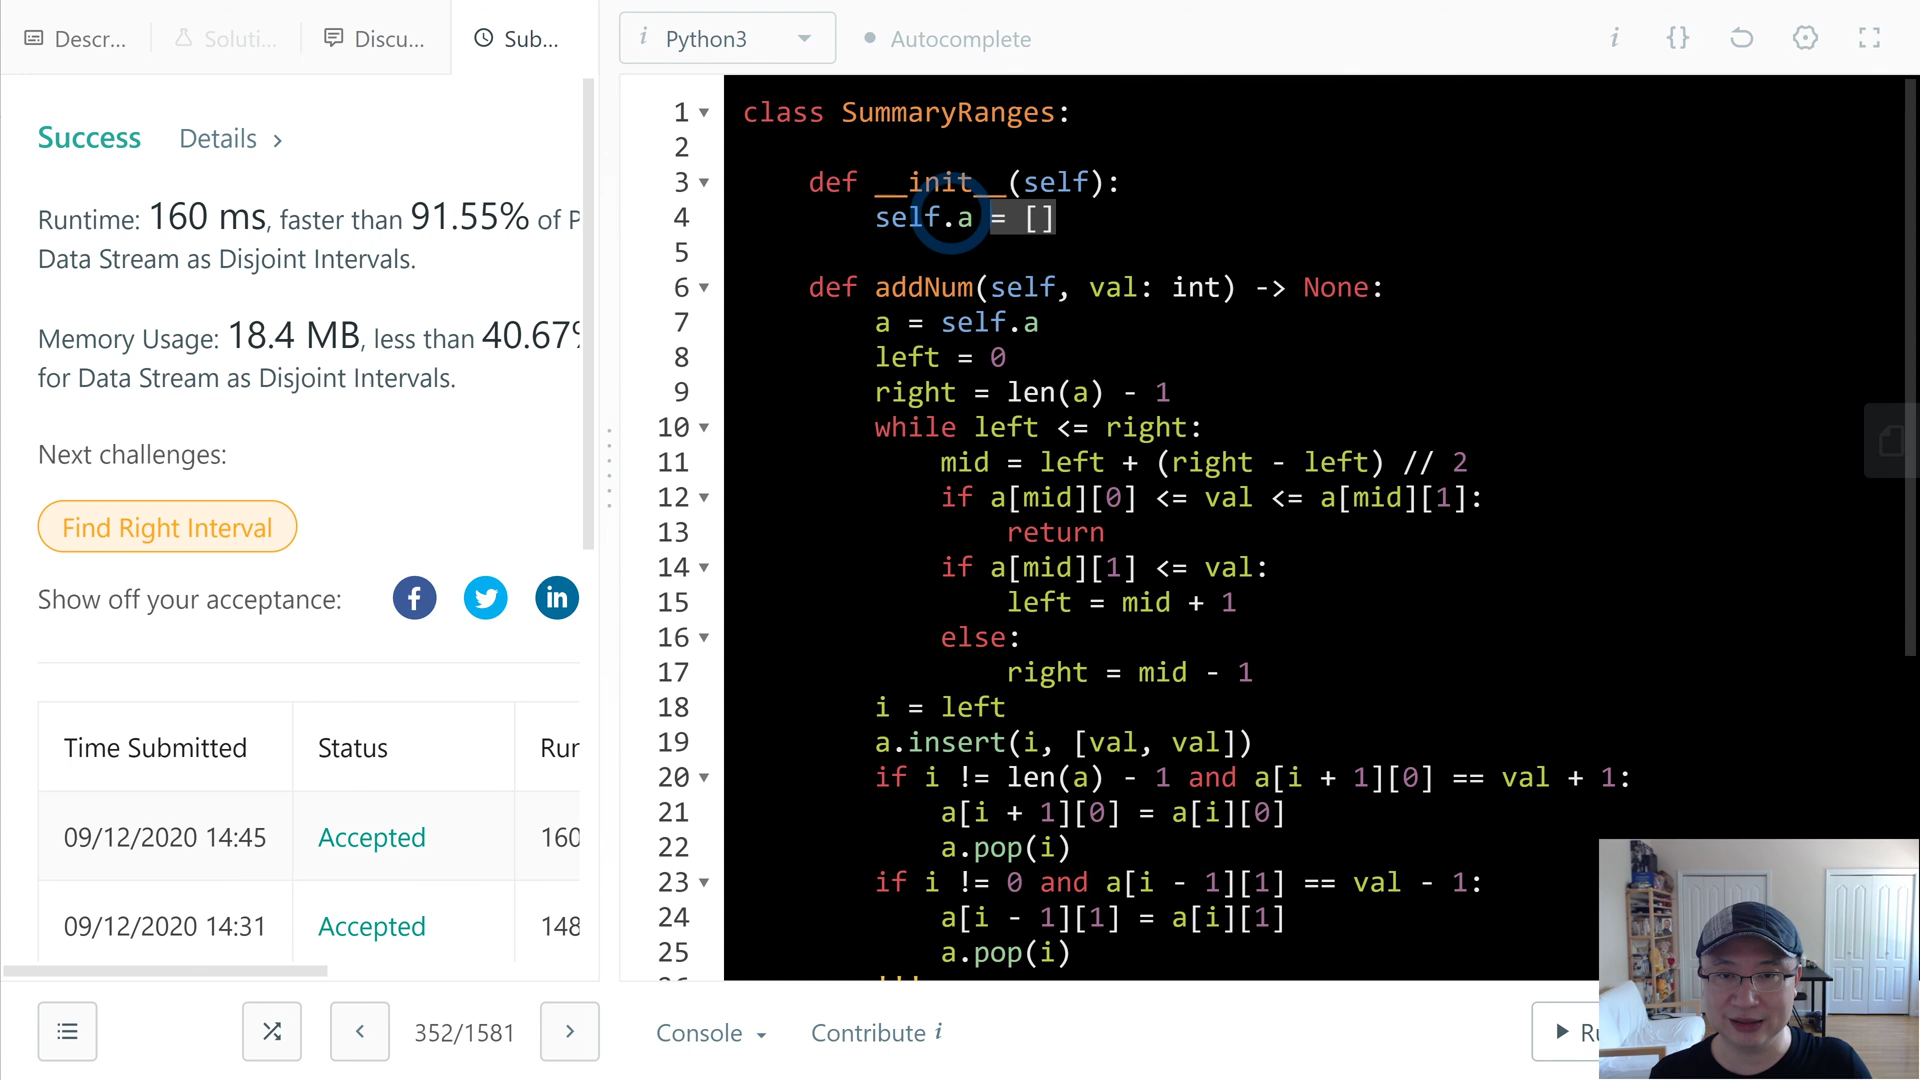 Descr...
Soluti...
Discu...
Sub...
i Python3
Autocomplete
i {}
Success Details >
Runtime: 160 ms, faster than 91.55% of P
Data Stream as Disjoint Intervals.
Memory Usage: 18.4 MB, less than 40.67%
for Data Stream as Disjoint Intervals.
Next challenges:
Find Right Interval
Show off your acceptance:
f
in
Time Submitted Status Rur
09/12/2020 14:45 Accepted 160
09/12/2020 14:31 Accepted 148
352/1581
1 class SummaryRanges:
2
3 def __init__(self):
4 self.a = []
5
6 def addNum(self, val: int) -> None:
7 a = self.a
8 left = 0
9 right = len(a) - 1
10 while left <= right:
11 mid = left + (right - left) // 2
12 if a[mid][0] <= val <= a[mid][1]:
13 return
14 if a[mid][1] <= val:
15 left = mid + 1
16 else:
17 right = mid - 1
18 i = left
19 a.insert(i, [val, val])
20 if i != len(a) - 1 and a[i + 1][0] == val + 1:
21 a[i + 1][0] = a[i][0]
22 a.pop(i)
23 if i != 0 and a[i - 1][1] == val - 1:
24 a[i - 1][1] = a[i][1]
25 a.pop(i)
Console
Contribute i